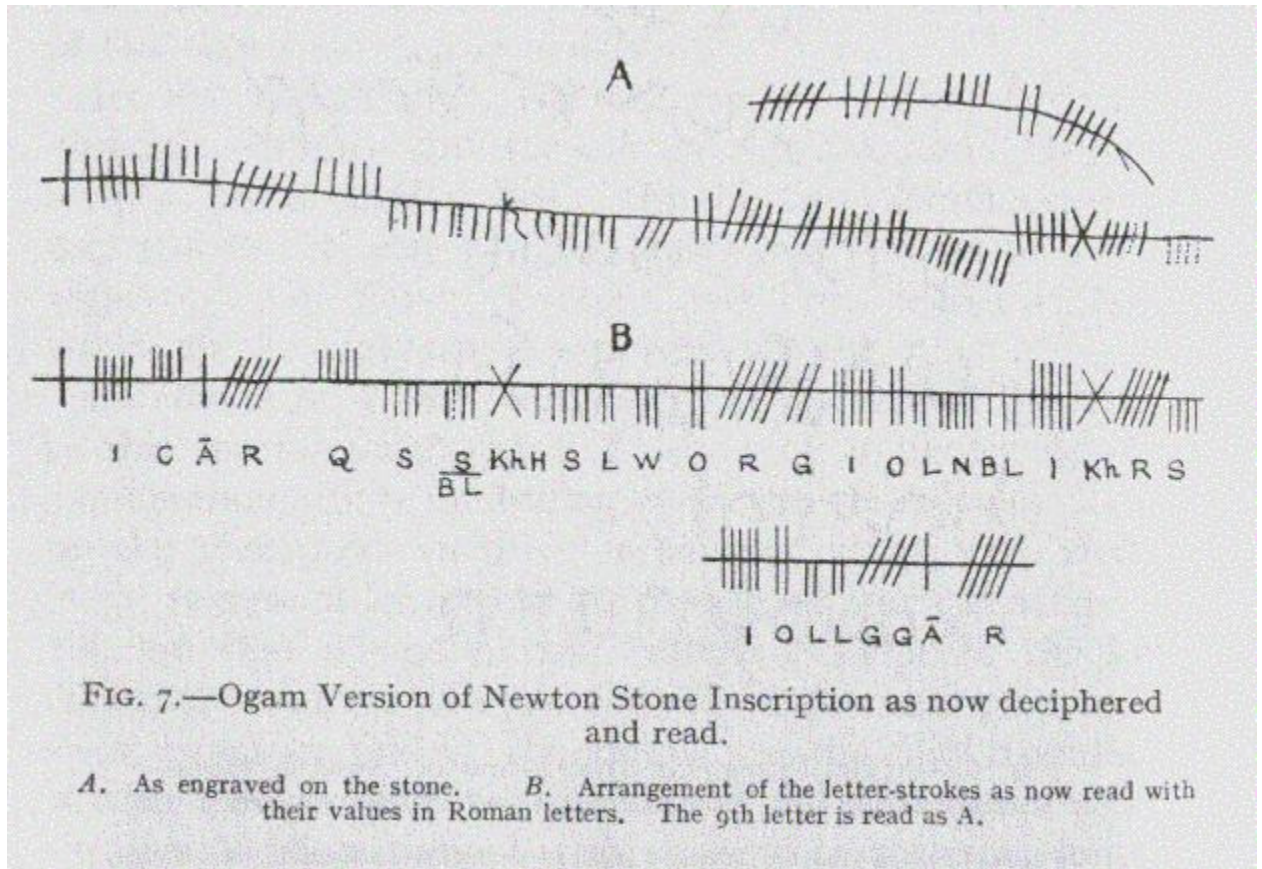 A
B
I C Ā R Q S S KhH S L W O R G I O L N B L I Kh R S
BL
I O L L G G Ā R
FIG. 7.—Ogam Version of Newton Stone Inscription as now deciphered
and read.
A. As engraved on the stone. B. Arrangement of the letter-strokes as now read with
their values in Roman letters. The 9th letter is read as A.